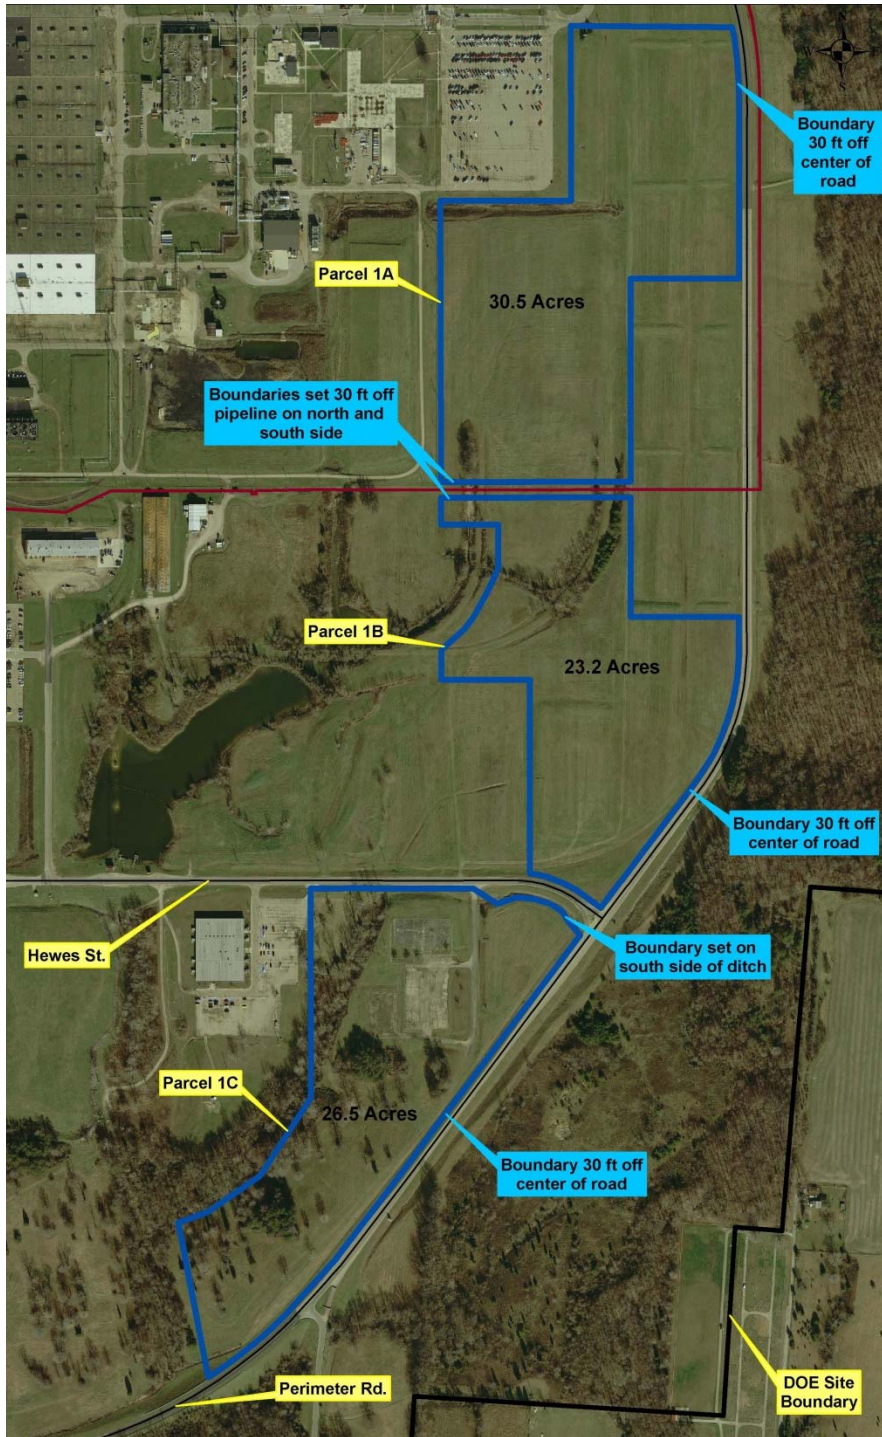 N
W
E
S
Boundary
30 ft off
center of
road
Parcel 1A
30.5 Acres
Boundaries set 30 ft off
pipeline on north and
south side
Parcel 1B
23.2 Acres
Boundary 30 ft off
center of road
Hewes St.
Boundary set on
south side of ditch
Parcel 1C
26.5 Acres
Boundary 30 ft off
center of road
Perimeter Rd.
DOE Site
Boundary